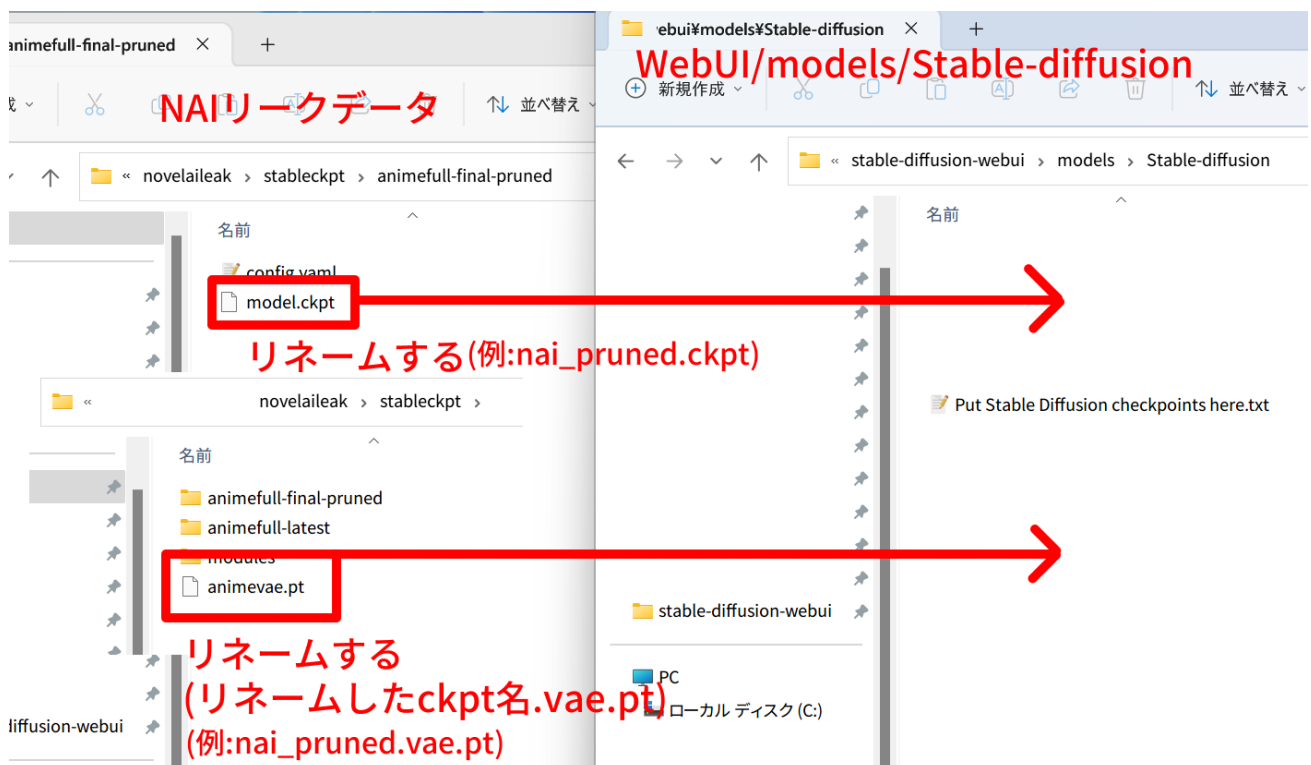 animefull-final-pruned
NAIリークデータ
並べ替え
« novelaileak › stableckpt › animefull-final-pruned
名前
config.yaml
model.ckpt
リネームする(例:nai_pruned.ckpt)
« novelaileak › stableckpt ›
名前
animefull-final-pruned
animefull-latest
modules
animevae.pt
リネームする
(リネームしたckpt名.vae.pt)
(例:nai_pruned.vae.pt)
diffusion-webui
ebui¥models¥Stable-diffusion
WebUI/models/Stable-diffusion
新規作成
並べ替え
« stable-diffusion-webui › models › Stable-diffusion
名前
Put Stable Diffusion checkpoints here.txt
stable-diffusion-webui
PC
ローカル ディスク (C:)